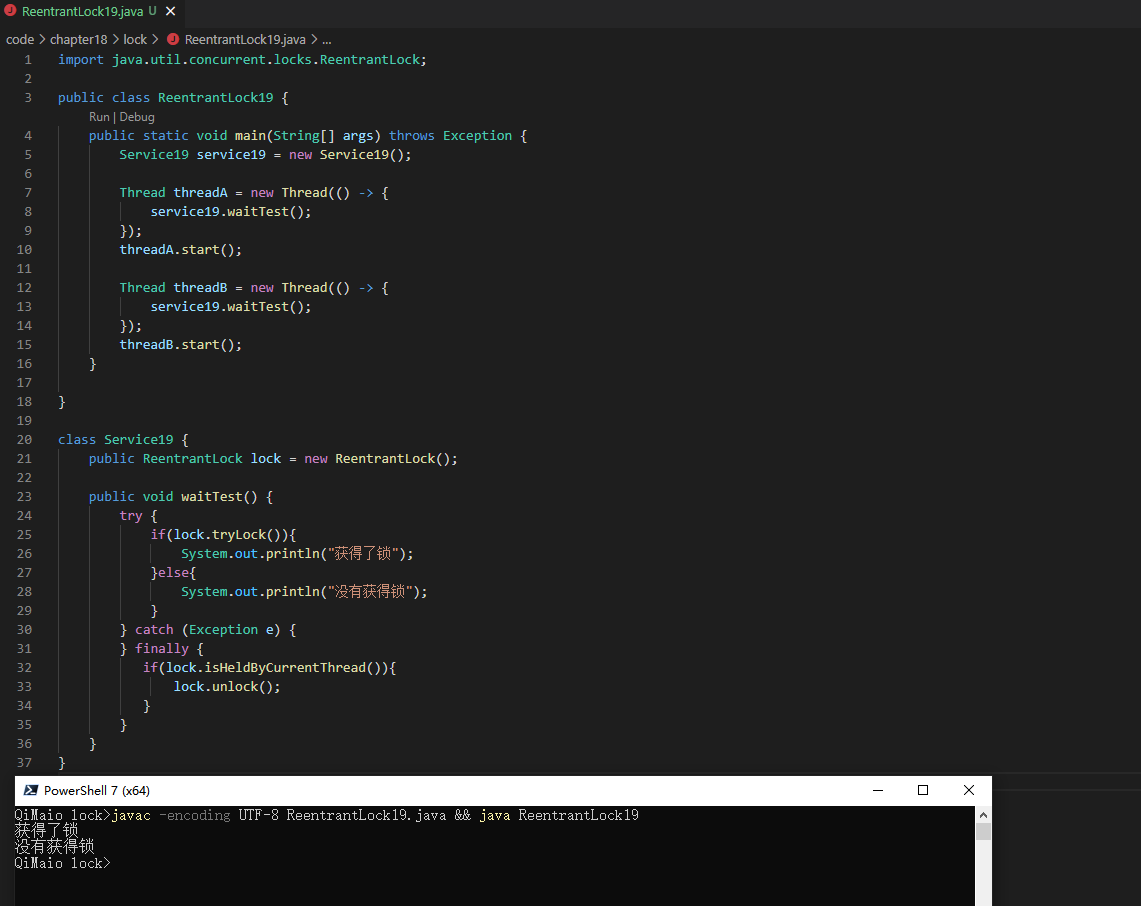 ReentrantLock19.java U
code > chapter18 > lock > ReentrantLock19.java > ...
1 import java.util.concurrent.locks.ReentrantLock;
2
3 public class ReentrantLock19 {
Run | Debug
4 public static void main(String[] args) throws Exception {
5 Service19 service19 = new Service19();
6
7 Thread threadA = new Thread(() -> {
8 service19.waitTest();
9 });
10 threadA.start();
11
12 Thread threadB = new Thread(() -> {
13 service19.waitTest();
14 });
15 threadB.start();
16 }
17
18 }
19
20 class Service19 {
21 public ReentrantLock lock = new ReentrantLock();
22
23 public void waitTest() {
24 try {
25 if(lock.tryLock()){
26 System.out.println("获得了锁");
27 }else{
28 System.out.println("没有获得锁");
29 }
30 } catch (Exception e) {
31 } finally {
32 if(lock.isHeldByCurrentThread()){
33 lock.unlock();
34 }
35 }
36 }
37 }
PowerShell 7 (x64)
QiMaio lock>javac -encoding UTF-8 ReentrantLock19.java && java ReentrantLock19
获得了锁
没有获得锁
QiMaio lock>